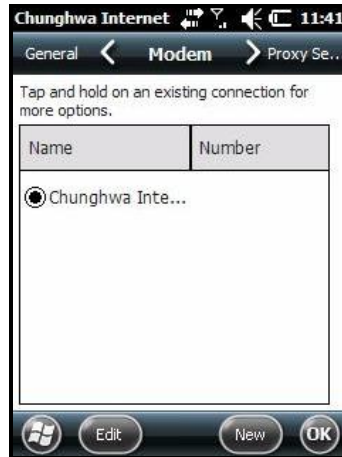 Chunghwa Internet 11:41
General Modem Proxy Se..
Tap and hold on an existing connection for
more options.
Name Number
Chunghwa Inte...
Edit New OK